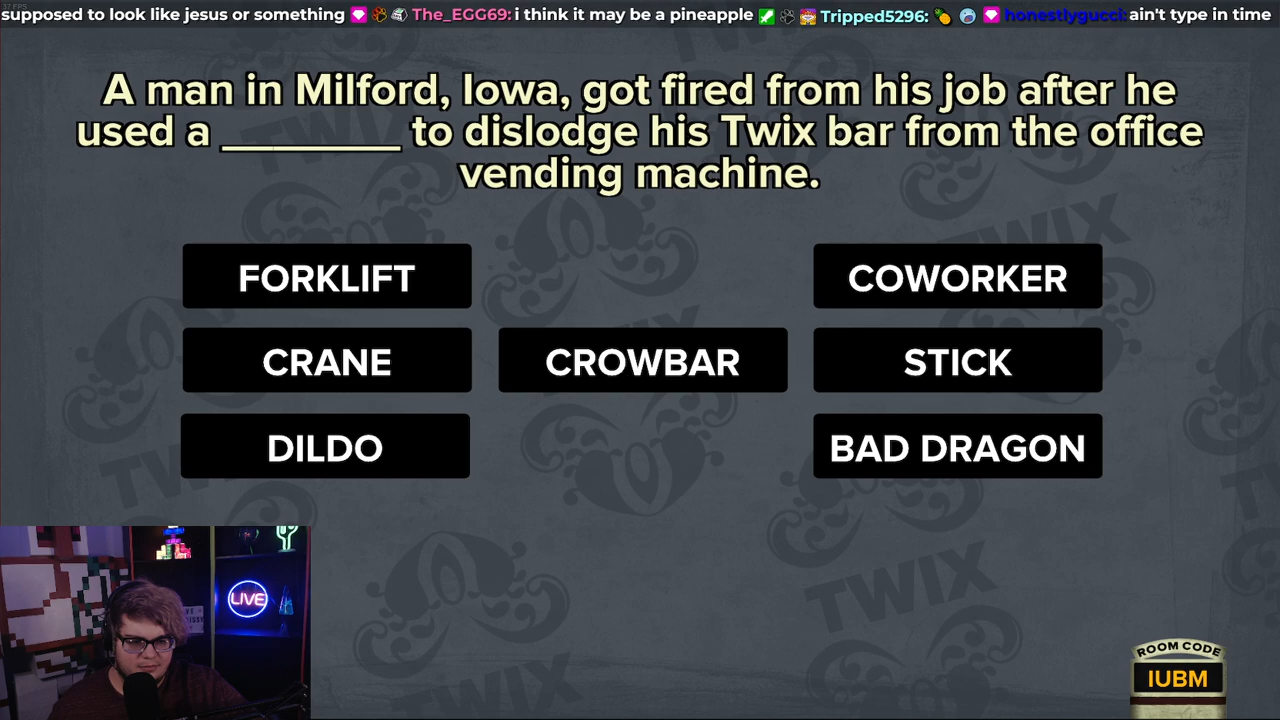 supposed to look like jesus or something The_EGG69: i think it may be a pineapple Tripped5296: honestlygucci: ain't type in time
A man in Milford, Iowa, got fired from his job after he
used a ________ to dislodge his Twix bar from the office
vending machine.
FORKLIFT
COWORKER
CRANE
CROWBAR
STICK
DILDO
BAD DRAGON
TWIX
LIVE
ROOM CODE
IUBM